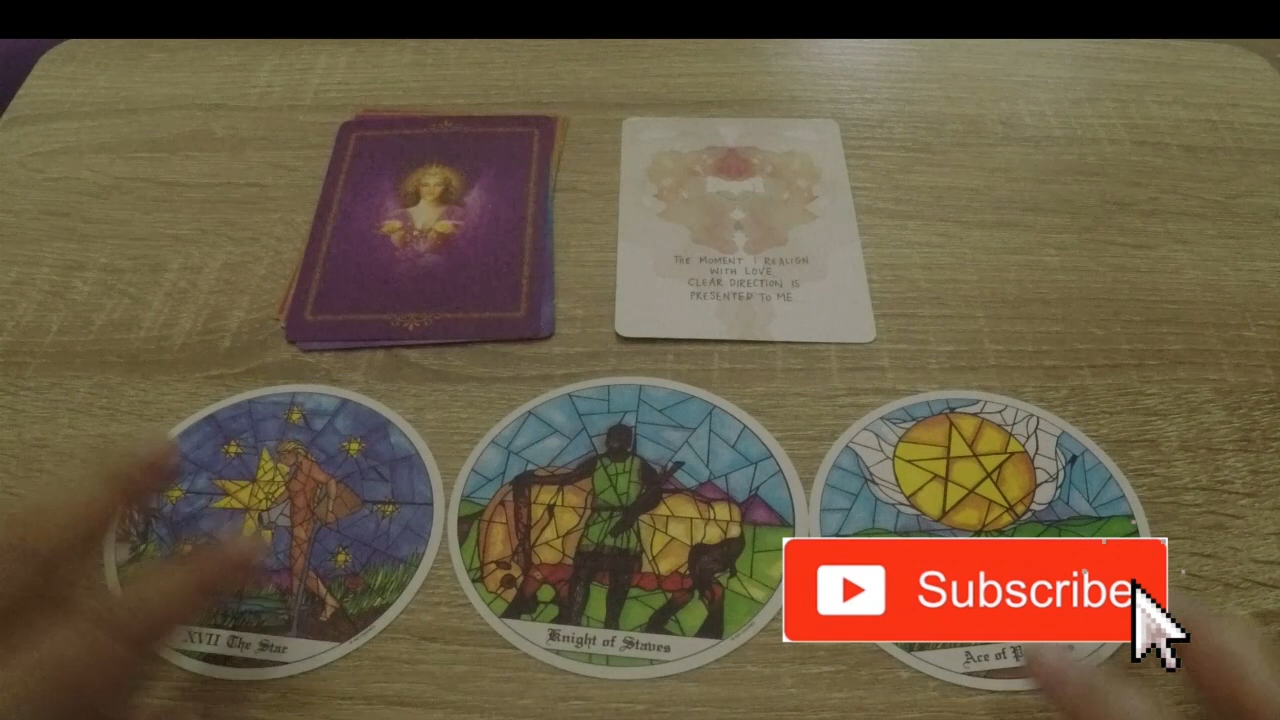 THE MOMENT I REALIGN
WITH LOVE
CLEAR DIRECTION IS
PRESENTED TO ME
XVII The Star
Knight of Staves
Subscribe
Ace of